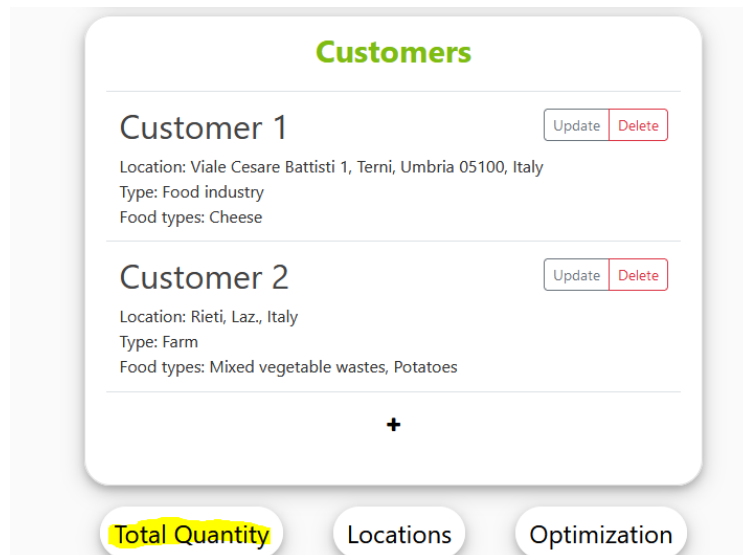 Customers
Customer 1
Update Delete
Location: Viale Cesare Battisti 1, Terni, Umbria 05100, Italy
Type: Food industry
Food types: Cheese
Customer 2
Update Delete
Location: Rieti, Laz., Italy
Type: Farm
Food types: Mixed vegetable wastes, Potatoes
+
Total Quantity Locations Optimization